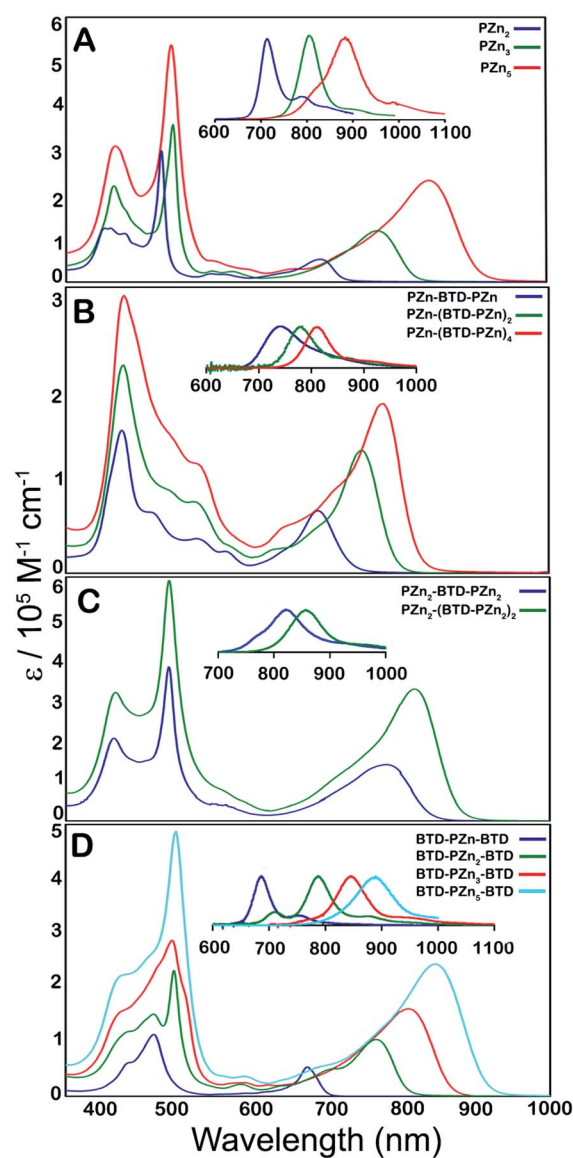 A
6
5
4
3
2
1
0
PZn₂
PZn₃
PZn₅
600 700 800 900 1000 1100
B
3
2
1
0
PZn-BTD-PZn
PZn-(BTD-PZn)₂
PZn-(BTD-PZn)₄
600 700 800 900 1000
C
6
5
4
3
2
1
0
PZn₂-BTD-PZn₂
PZn₂-(BTD-PZn₂)₂
700 800 900 1000
D
5
4
3
2
1
0
BTD-PZn-BTD
BTD-PZn₂-BTD
BTD-PZn₃-BTD
BTD-PZn₅-BTD
600 700 800 900 1000 1100
ε / 10⁵ M⁻¹ cm⁻¹
400 500 600 700 800 900 1000
Wavelength (nm)